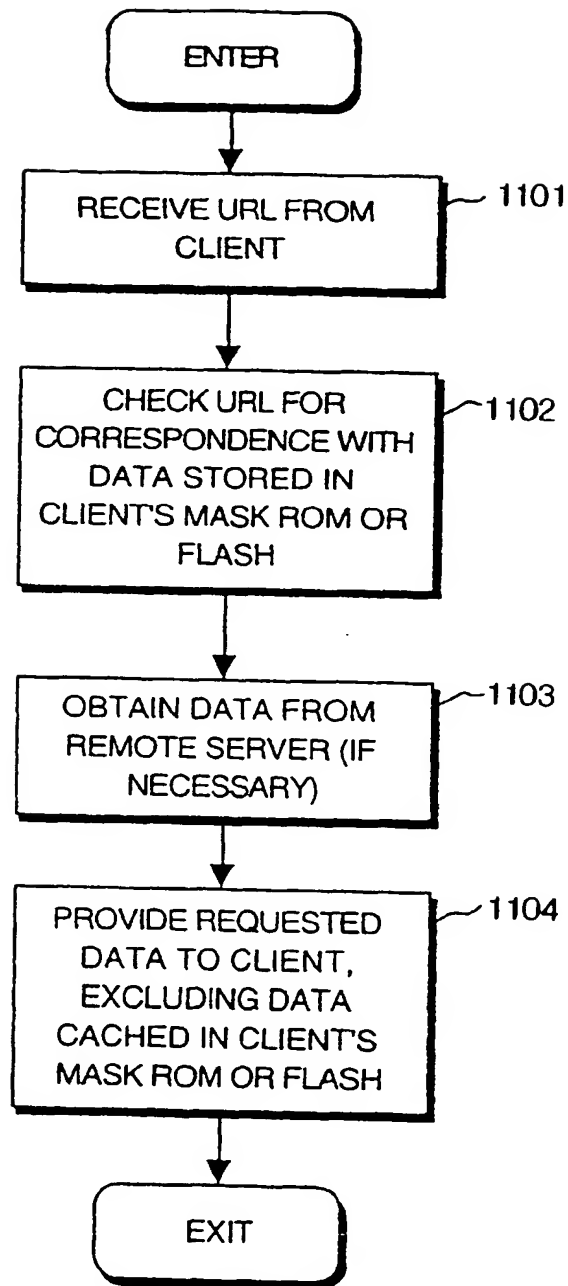 ENTER
RECEIVE URL FROM
CLIENT
1101
CHECK URL FOR
CORRESPONDENCE WITH
DATA STORED IN
CLIENT'S MASK ROM OR
FLASH
1102
OBTAIN DATA FROM
REMOTE SERVER (IF
NECESSARY)
1103
PROVIDE REQUESTED
DATA TO CLIENT,
EXCLUDING DATA
CACHED IN CLIENT'S
MASK ROM OR FLASH
1104
EXIT